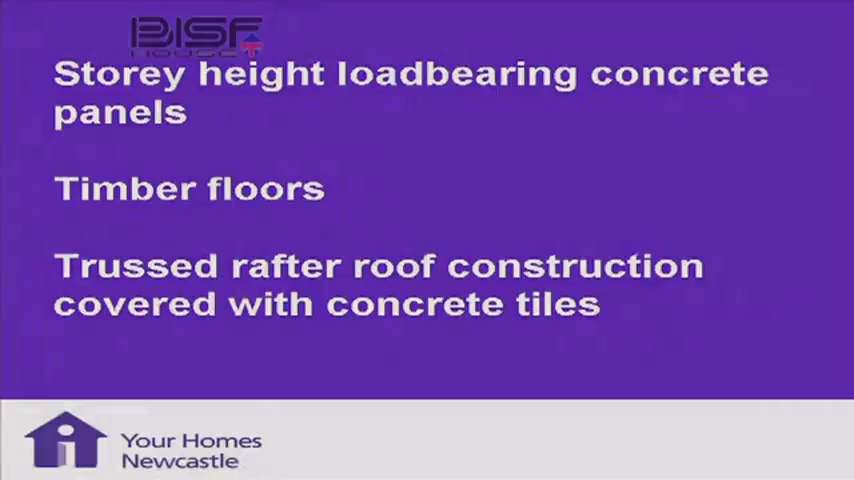 BISF
HOUSE
Storey height loadbearing concrete
panels
Timber floors
Trussed rafter roof construction
covered with concrete tiles
Your Homes
Newcastle